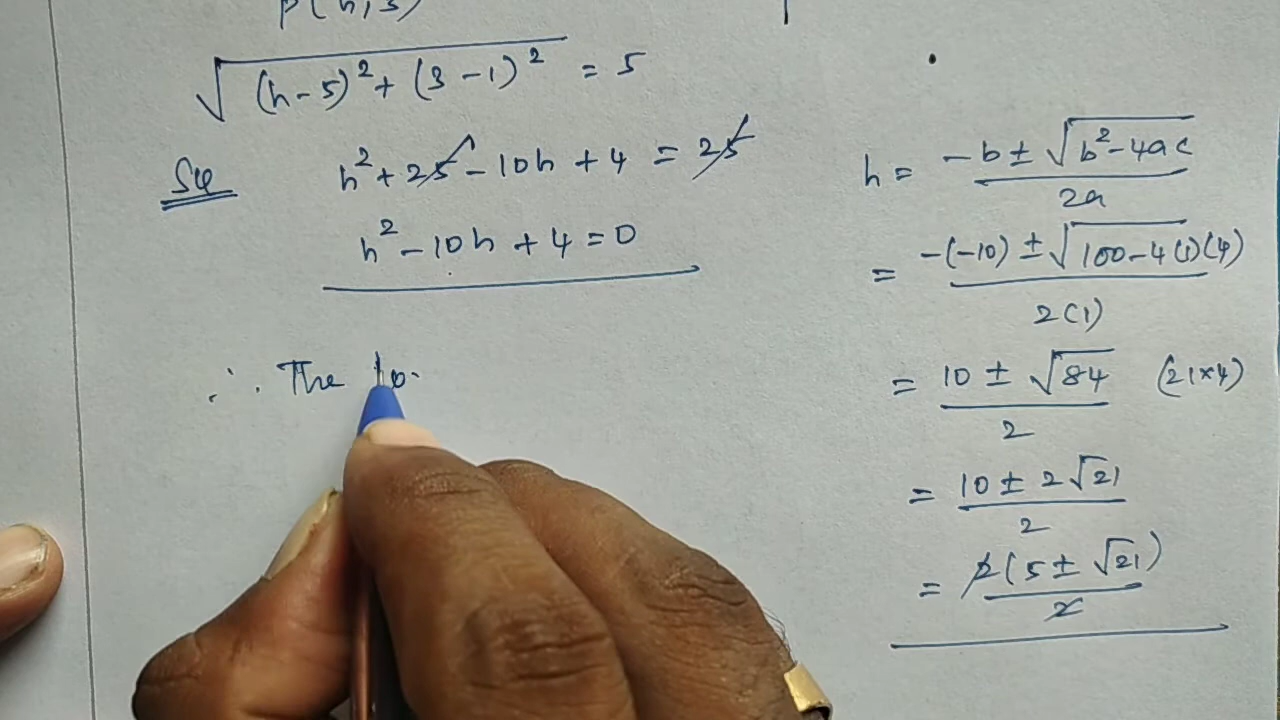 P(h,3)
√(h-5)² + (3-1)² = 5
Sq h² + 25 - 10h + 4 = 25
h² - 10h + 4 = 0
∴ The
h = -b ± √b² - 4ac / 2a
= -(-10) ± √100 - 4(1)(4) / 2(1)
= 10 ± √84 / 2 (21×4)
= 10 ± 2√21 / 2
= 2(5 ± √21) / 2